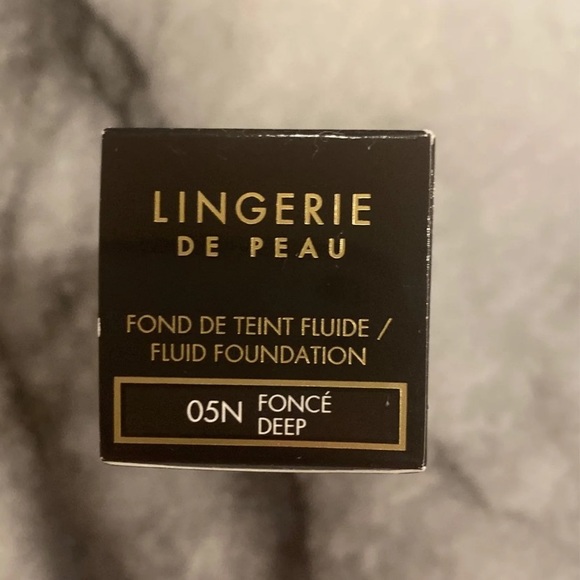 LINGERIE
DE PEAU
FOND DE TEINT FLUIDE /
FLUID FOUNDATION
05N FONCÉ
DEEP